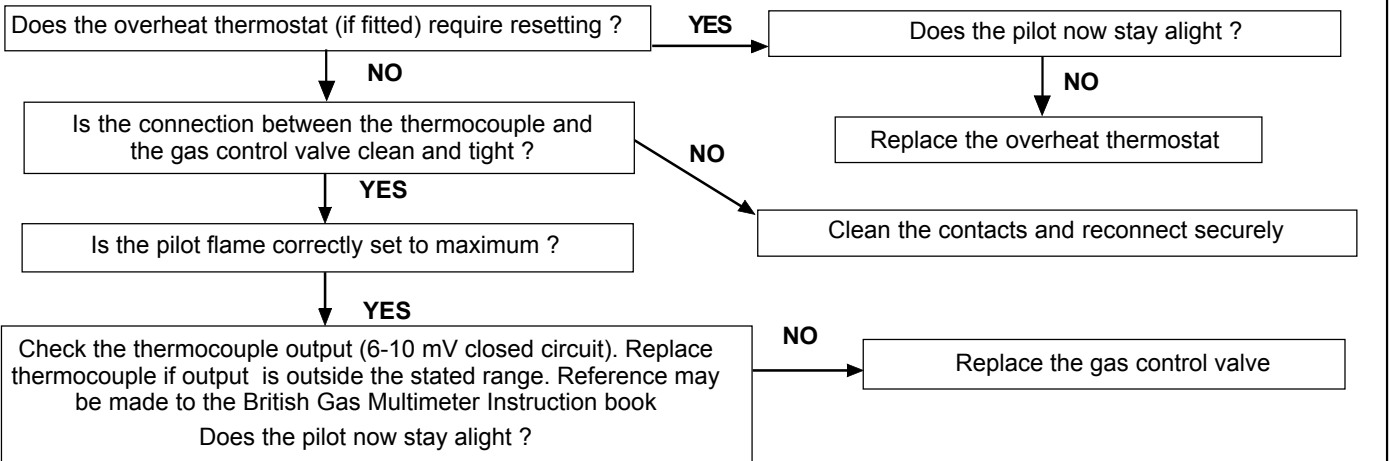 Does the overheat thermostat (if fitted) require resetting ?
YES
Does the pilot now stay alight ?
NO
NO
Replace the overheat thermostat
Is the connection between the thermocouple and
the gas control valve clean and tight ?
NO
YES
Clean the contacts and reconnect securely
Is the pilot flame correctly set to maximum ?
YES
Check the thermocouple output (6-10 mV closed circuit). Replace
thermocouple if output is outside the stated range. Reference may
be made to the British Gas Multimeter Instruction book
Does the pilot now stay alight ?
NO
Replace the gas control valve